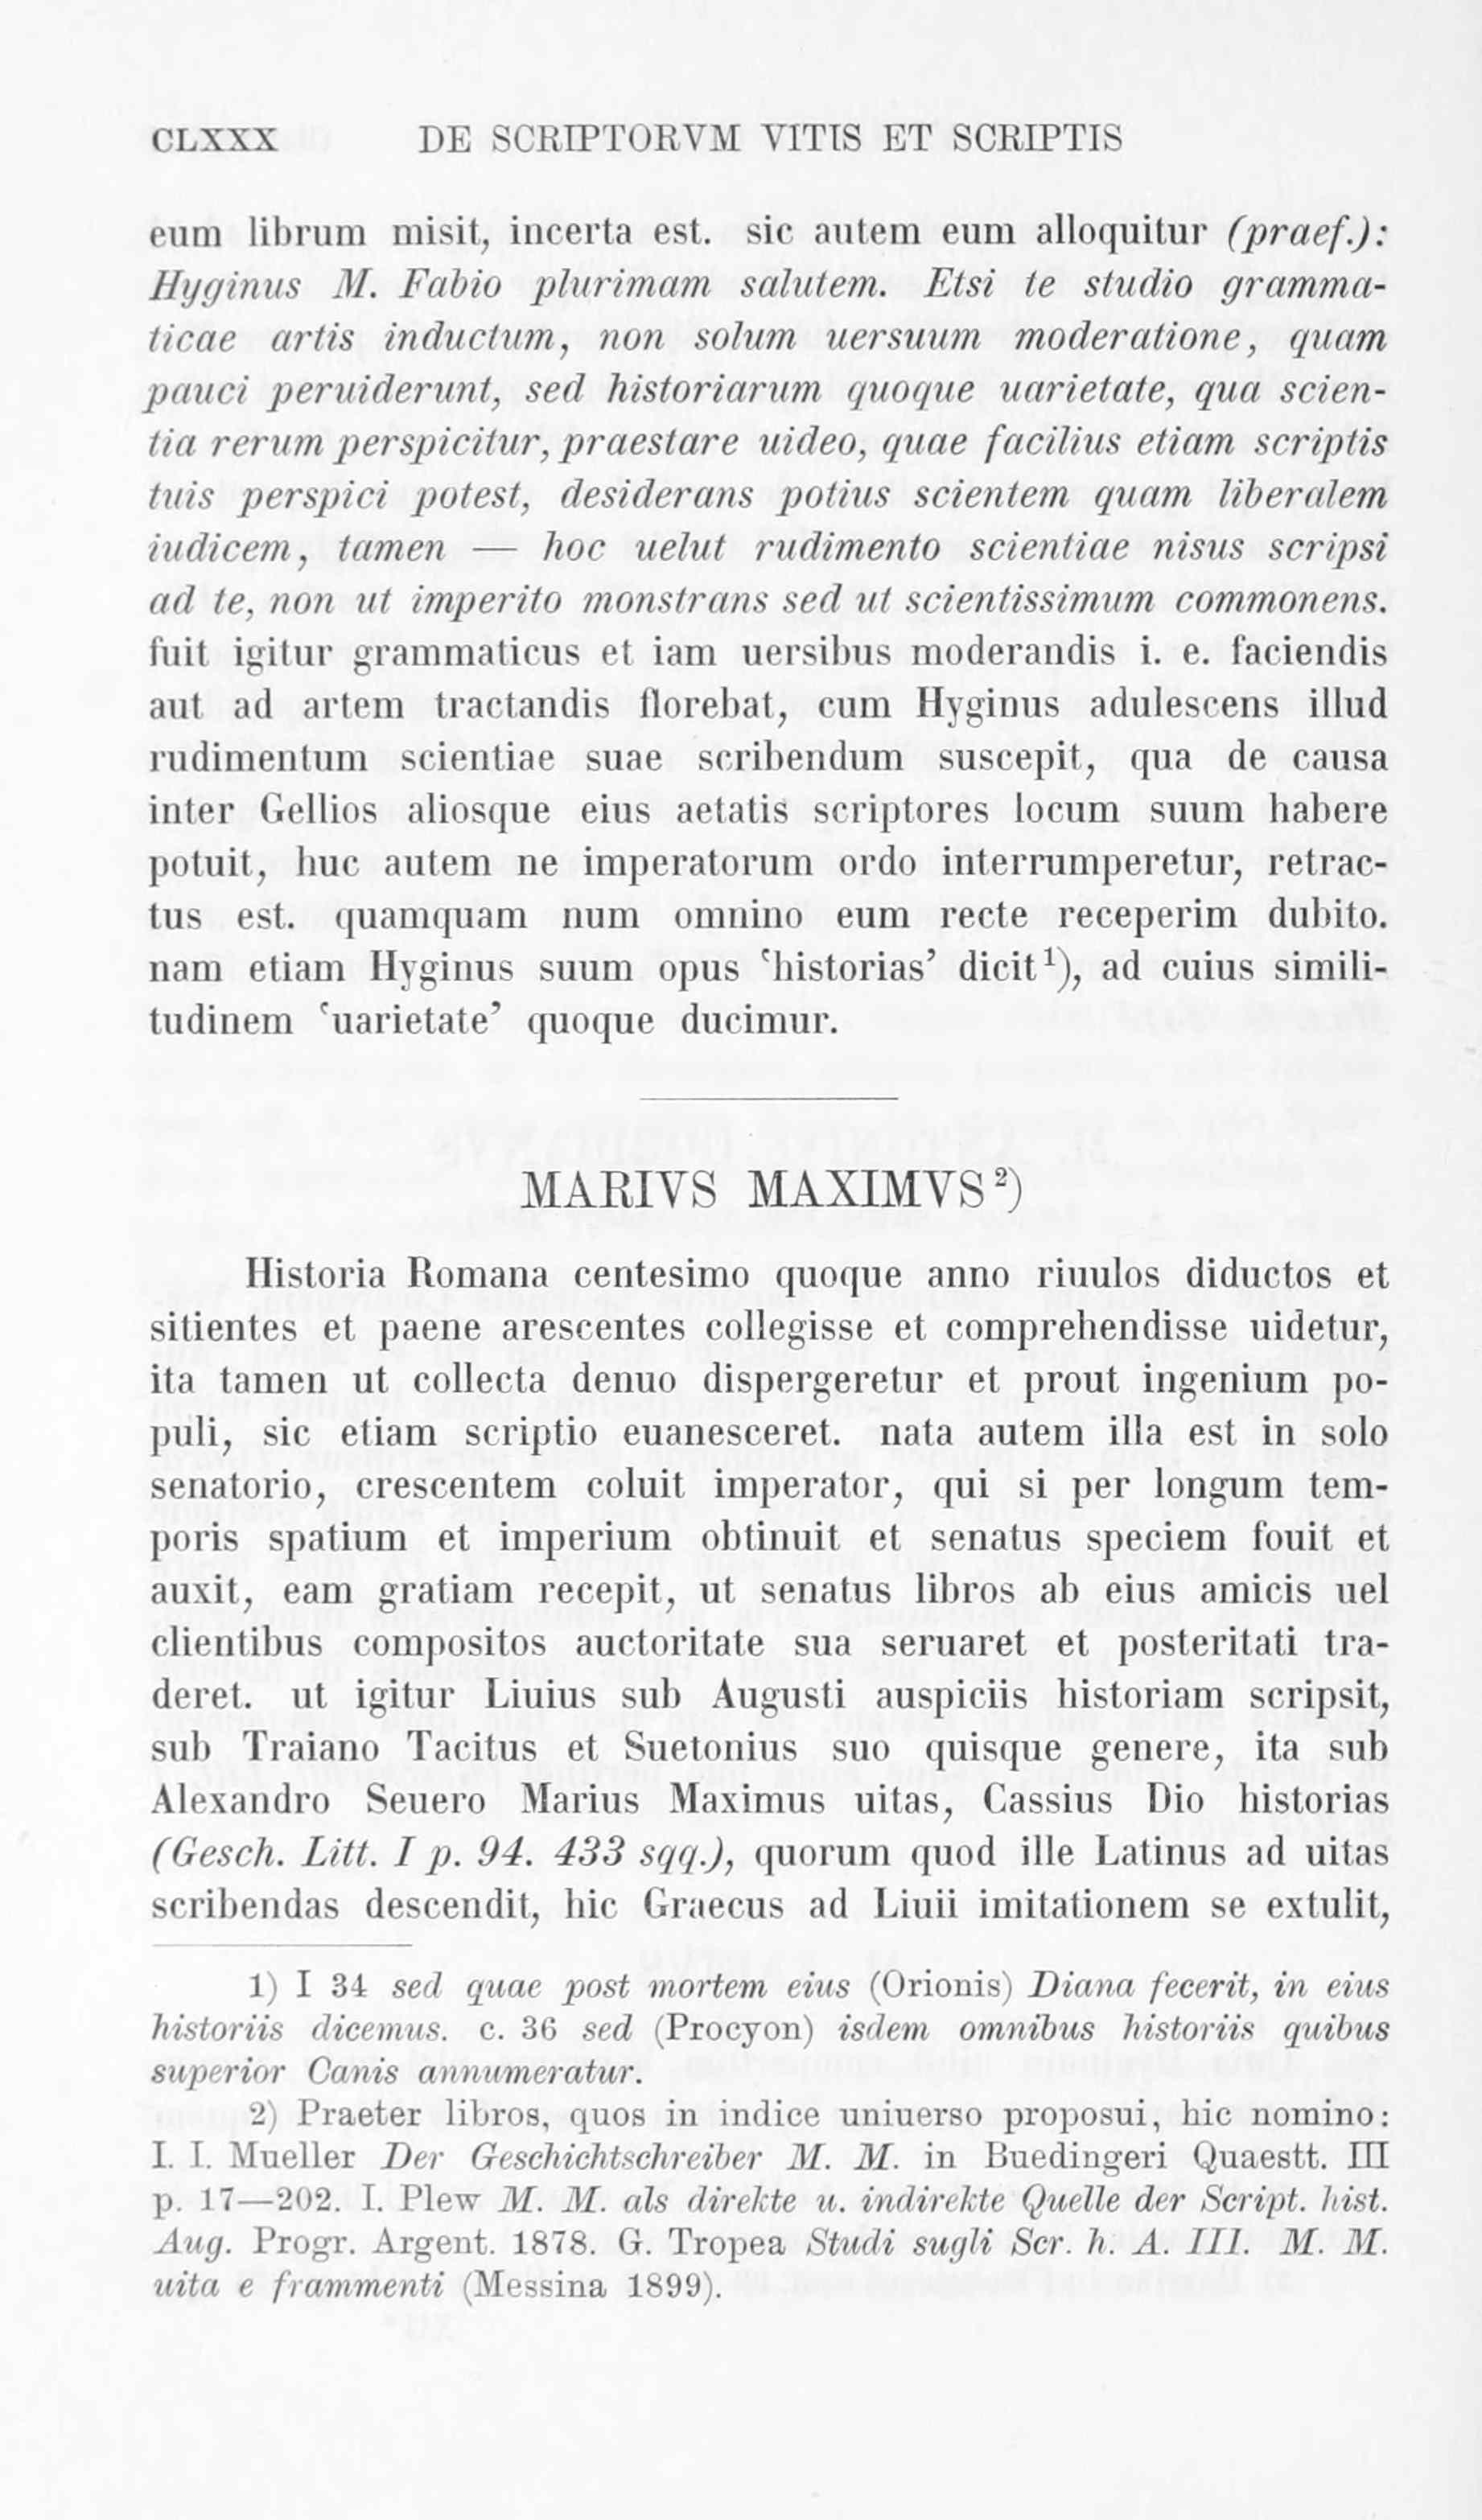 CLXXX DE SCRIPTORVM VITIS ET SCRIPTIS
eum librum misit, incerta est. sic autem eum alloquitur (praef.):
Hyginus M. Fabio plurimam salutem. Etsi te studio gramma-
ticae artis inductum, non solum uersuum moderatione, quam
pauci peruiderunt, sed historiarum quoque uarietate, qua scien-
tia rerum perspicitur, praestare uideo, quae facilius etiam scriptis
tuis perspici potest, desiderans potius scientem quam liberalem
iudicem, tamen — hoc uelut rudimento scientiae nisus scripsi
ad te, non ut imperito monstrans sed ut scientissimum commonens.
fuit igitur grammaticus et iam uersibus moderandis i. e. faciendis
aut ad artem tractandis florebat, cum Hyginus adulescens illud
rudimentum scientiae suae scribendum suscepit, qua de causa
inter Gellios aliosque eius aetatis scriptores locum suum habere
potuit, huc autem ne imperatorum ordo interrumperetur, retrac-
tus est. quamquam num omnino eum recte receperim dubito.
nam etiam Hyginus suum opus ‘historias’ dicit¹), ad cuius simili-
tudinem ‘uarietate’ quoque ducimur.
MARIVS MAXIMVS²)
Historia Romana centesimo quoque anno riuulos diductos et
sitientes et paene arescentes collegisse et comprehendisse uidetur,
ita tamen ut collecta denuo dispergeretur et prout ingenium po-
puli, sic etiam scriptio euanesceret. nata autem illa est in solo
senatorio, crescentem coluit imperator, qui si per longum tem-
poris spatium et imperium obtinuit et senatus speciem fouit et
auxit, eam gratiam recepit, ut senatus libros ab eius amicis uel
clientibus compositos auctoritate sua seruaret et posteritati tra-
deret. ut igitur Liuius sub Augusti auspiciis historiam scripsit,
sub Traiano Tacitus et Suetonius suo quisque genere, ita sub
Alexandro Seuero Marius Maximus uitas, Cassius Dio historias
(Gesch. Litt. I p. 94. 433 sqq.), quorum quod ille Latinus ad uitas
scribendas descendit, hic Graecus ad Liuii imitationem se extulit,
1) I 34 sed quae post mortem eius (Orionis) Diana fecerit, in eius
historiis dicemus. c. 36 sed (Procyon) isdem omnibus historiis quibus
superior Canis annumeratur.
2) Praeter libros, quos in indice uniuerso proposui, hic nomino:
I. I. Mueller Der Geschichtschreiber M. M. in Buedingeri Quaestt. III
p. 17—202. I. Plew M. M. als direkte u. indirekte Quelle der Script. hist.
Aug. Progr. Argent. 1878. G. Tropea Studi sugli Scr. h. A. III. M. M.
uita e frammenti (Messina 1899).